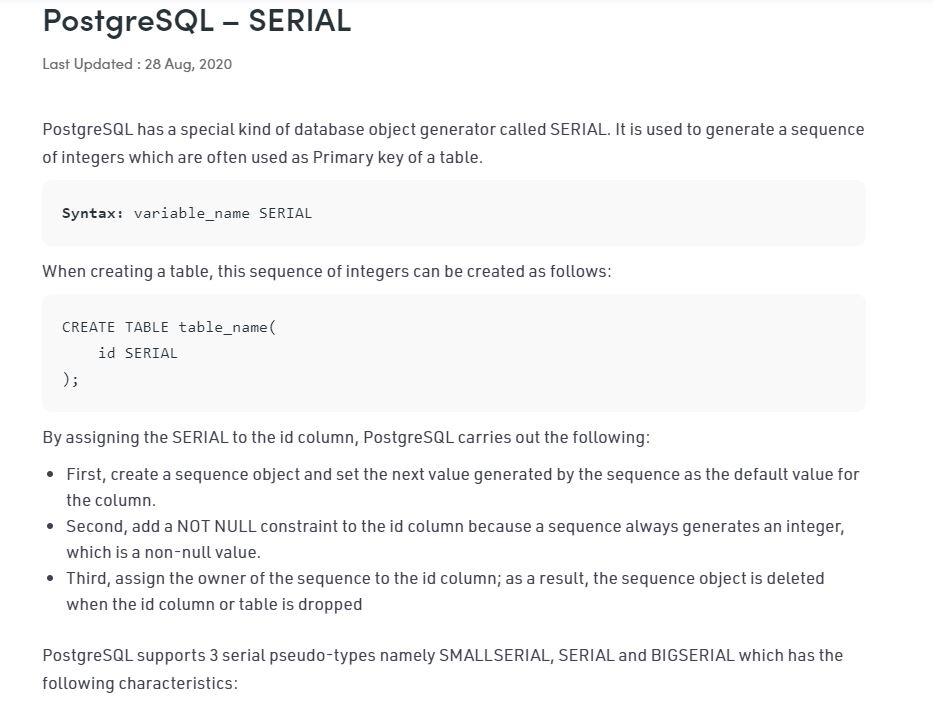 PostgreSQL – SERIAL
Last Updated : 28 Aug, 2020
PostgreSQL has a special kind of database object generator called SERIAL. It is used to generate a sequence
of integers which are often used as Primary key of a table.
Syntax: variable_name SERIAL
When creating a table, this sequence of integers can be created as follows:
CREATE TABLE table_name(
    id SERIAL
);
By assigning the SERIAL to the id column, PostgreSQL carries out the following:
• First, create a sequence object and set the next value generated by the sequence as the default value for
the column.
• Second, add a NOT NULL constraint to the id column because a sequence always generates an integer,
which is a non-null value.
• Third, assign the owner of the sequence to the id column; as a result, the sequence object is deleted
when the id column or table is dropped
PostgreSQL supports 3 serial pseudo-types namely SMALLSERIAL, SERIAL and BIGSERIAL which has the
following characteristics: